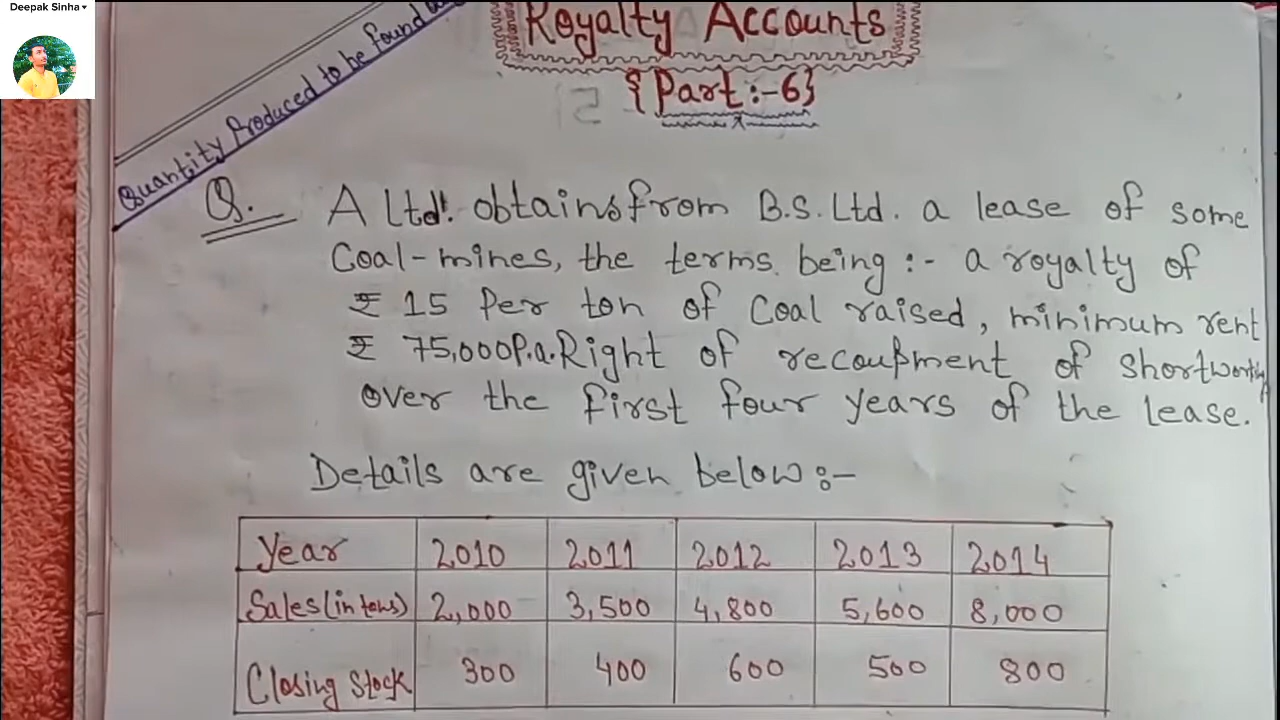 Deepak Sinha
Royalty Accounts
{Part:-6}
Quantity Produced to be found
Q. A Ltd. obtains from B.S. Ltd. a lease of some
Coal-mines, the terms being :- a royalty of
₹ 15 Per ton of Coal raised, minimum rent
₹ 75,000P.a. Right of recoupment of Shortworking
over the first four years of the lease.
Details are given below:-
Year 2010 2011 2012 2013 2014
Sales(in tons) 2,000 3,500 4,800 5,600 8,000
Closing Stock 300 400 600 500 800